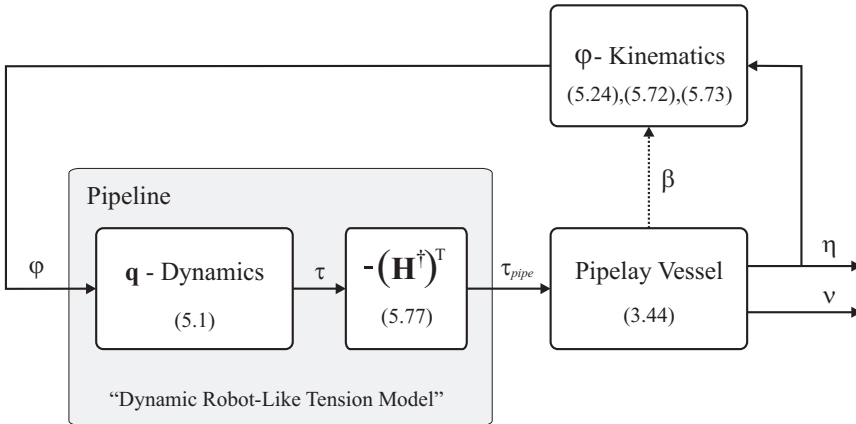 φ- Kinematics
(5.24),(5.72),(5.73)
β
Pipeline
φ
q - Dynamics
(5.1)
τ
-(H†)ᵀ
(5.77)
τpipe
Pipelay Vessel
(3.44)
η
ν
“Dynamic Robot-Like Tension Model”